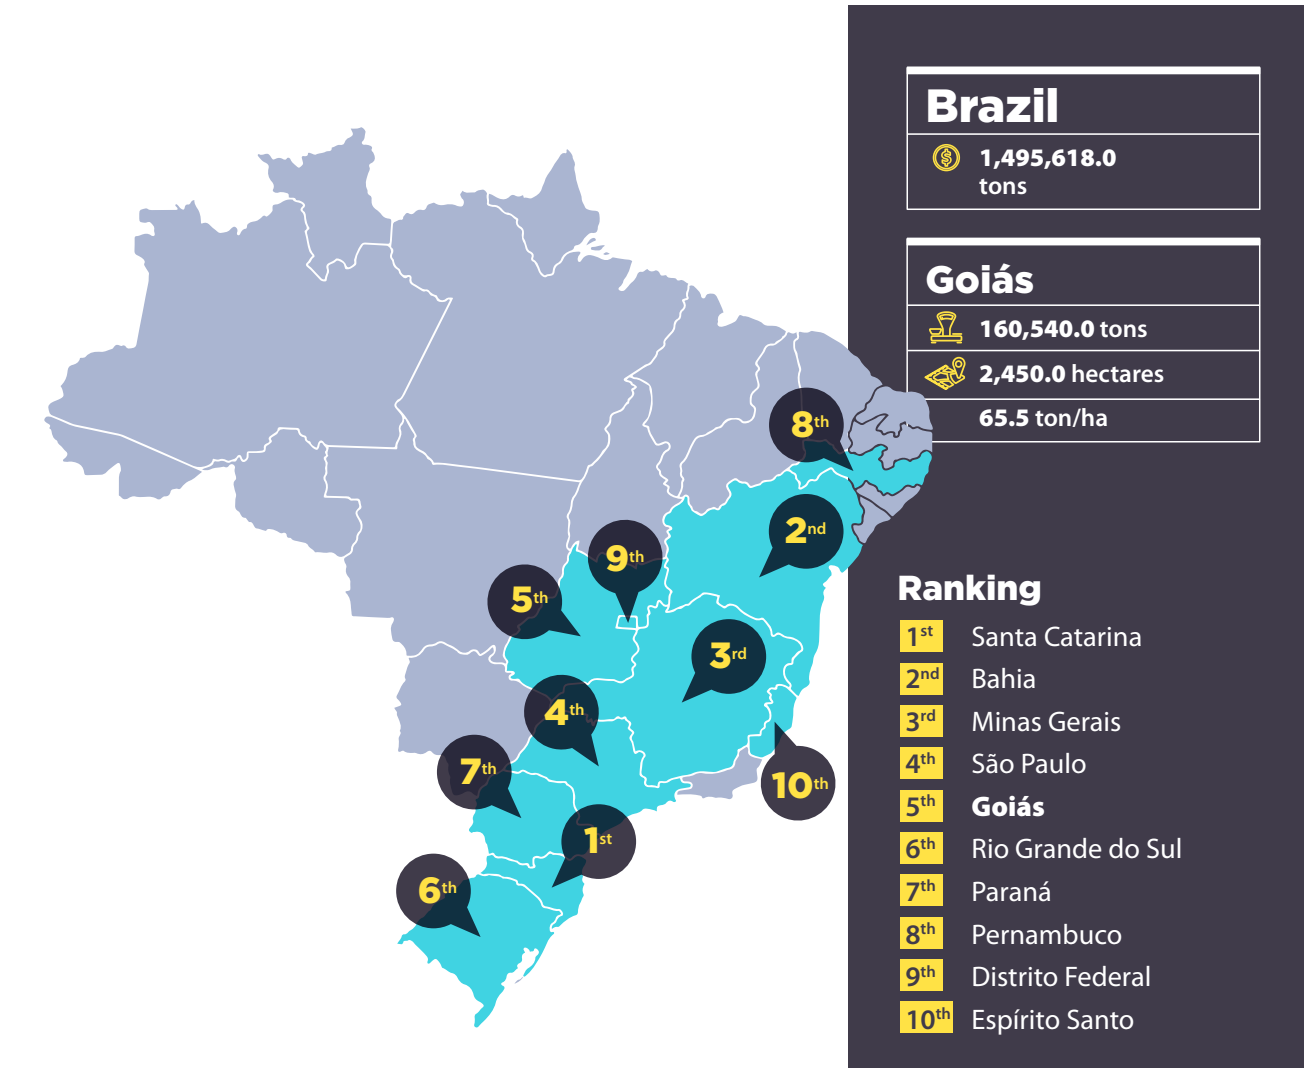 Brazil
1,495,618.0
tons
Goiás
160,540.0 tons
2,450.0 hectares
65.5 ton/ha
8th
2nd
9th
5th
3rd
4th
7th
10th
1st
6th
Ranking
1st Santa Catarina
2nd Bahia
3rd Minas Gerais
4th São Paulo
5th Goiás
6th Rio Grande do Sul
7th Paraná
8th Pernambuco
9th Distrito Federal
10th Espírito Santo